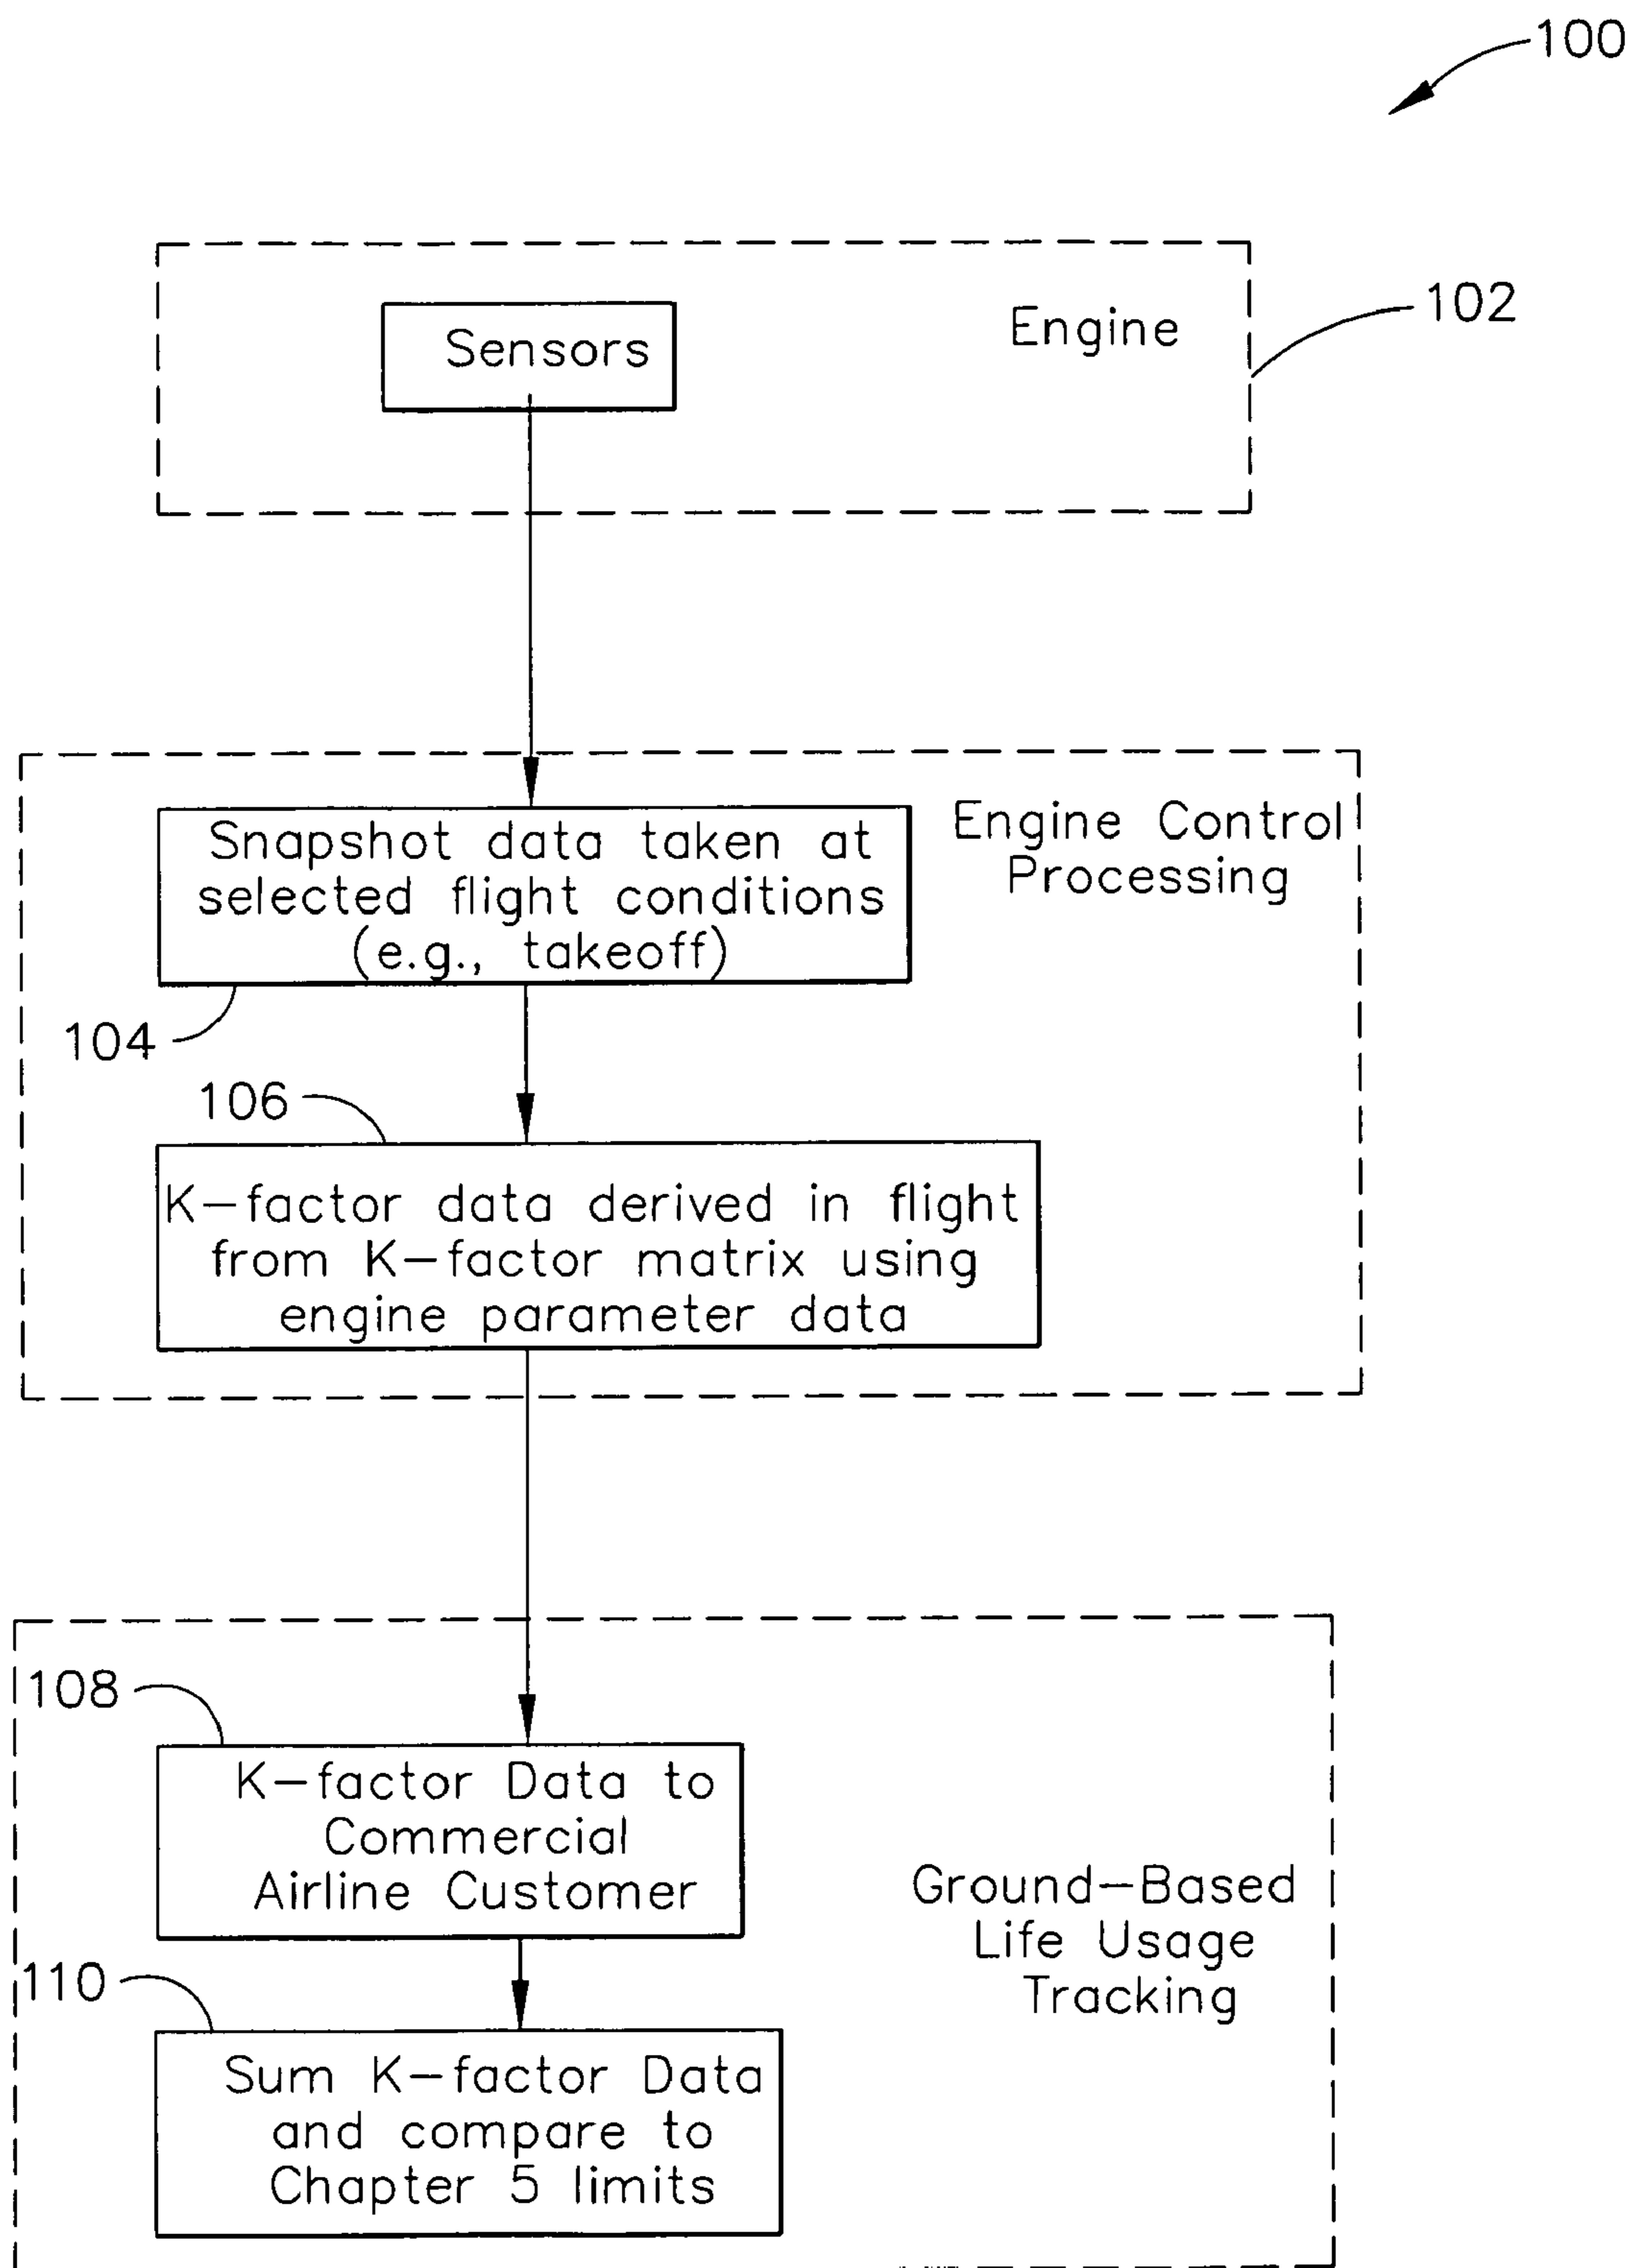 100
102
Engine
Sensors
Engine Control
Processing
Snapshot data taken at
selected flight conditions
(e.g., takeoff)
104
106
K-factor data derived in flight
from K-factor matrix using
engine parameter data
108
K-factor Data to
Commercial
Airline Customer
Ground-Based
Life Usage
Tracking
110
Sum K-factor Data
and compare to
Chapter 5 limits